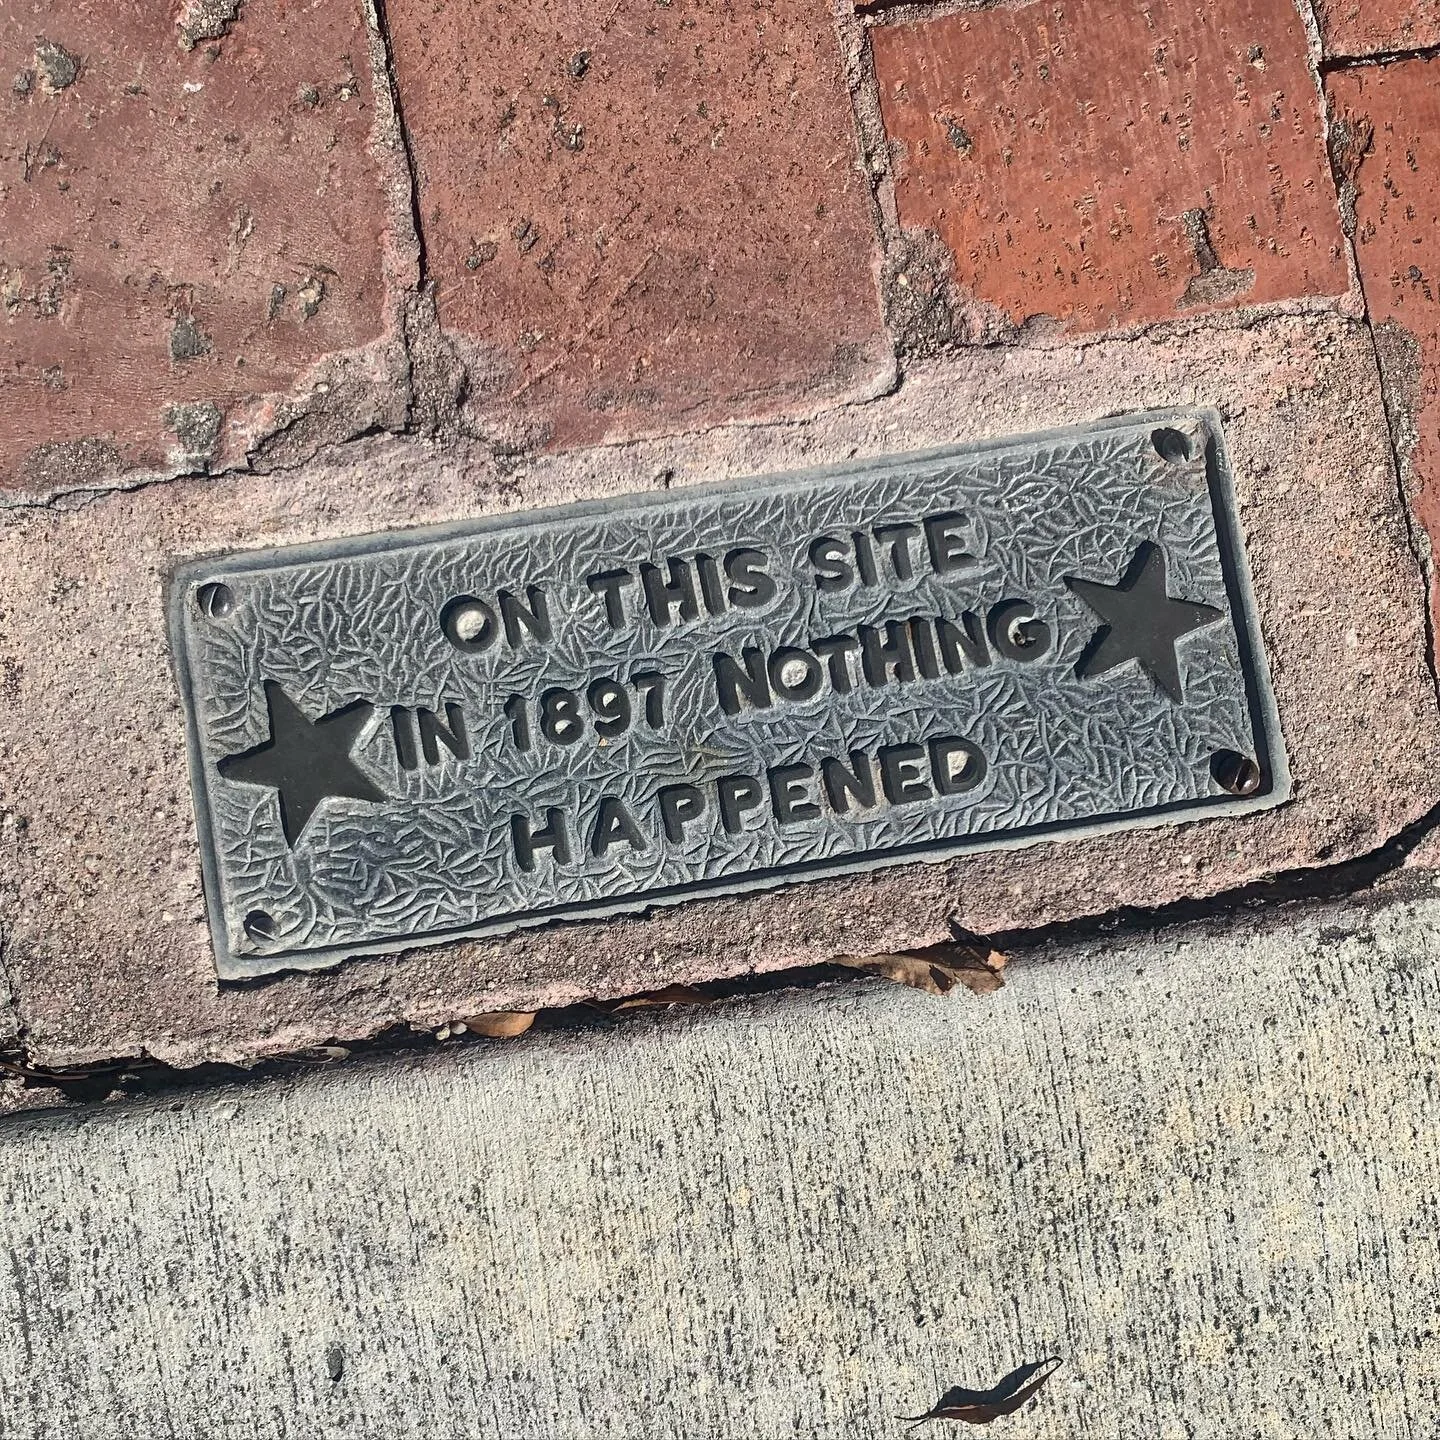 ON THIS SITE
IN 1897 NOTHING
HAPPENED